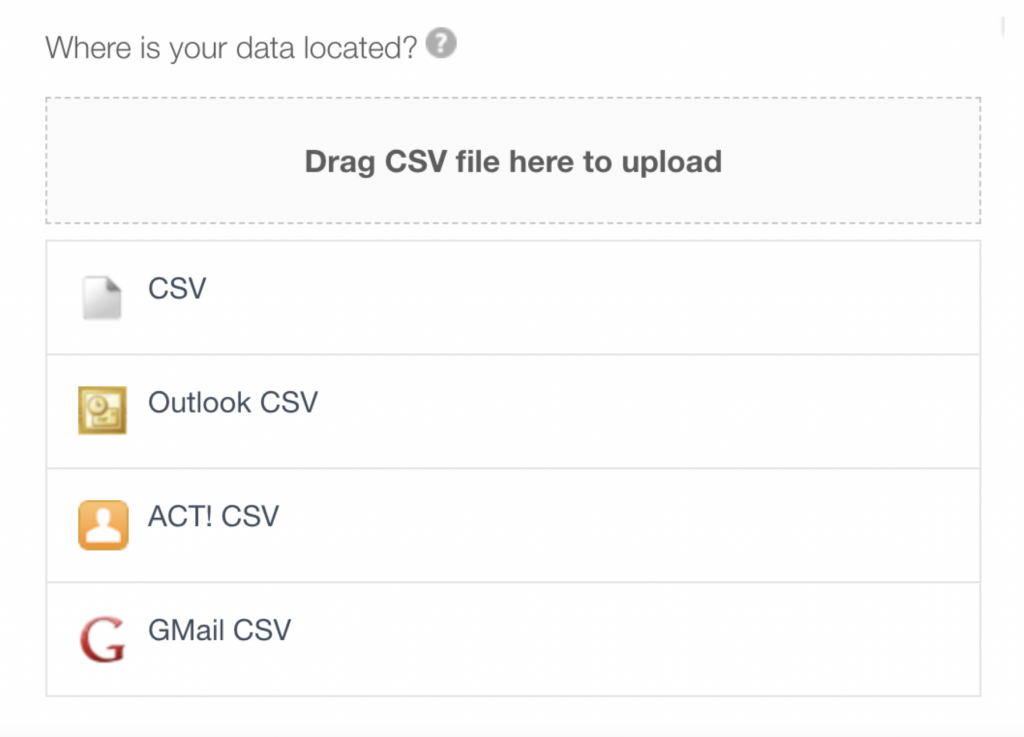 Where is your data located? ?
Drag CSV file here to upload
CSV
Outlook CSV
ACT! CSV
G GMail CSV